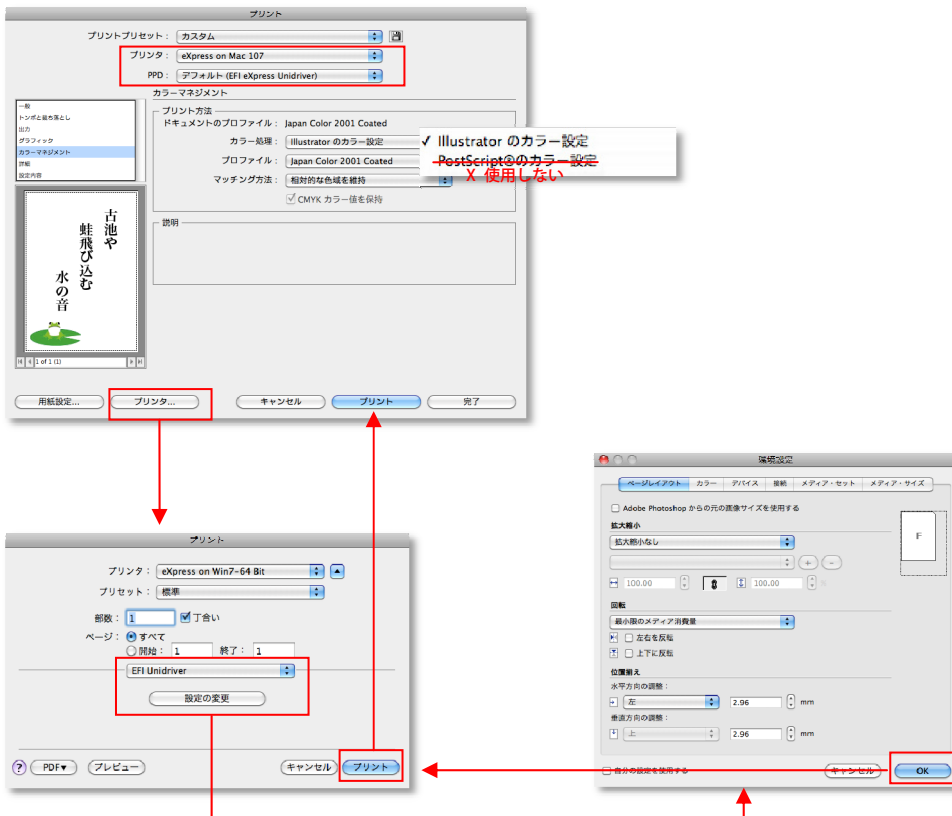 プリント
プリントプリセット： カスタム
プリンタ： eXpress on Mac 107
PPD： デフォルト (EFI eXpress Unidriver)
カラーマネジメント
一般
トンボと裁ち落とし
出力
グラフィック
カラーマネジメント
詳細
設定内容
プリント方法
ドキュメントのプロファイル： Japan Color 2001 Coated
カラー処理： Illustrator のカラー設定
✓ Illustrator のカラー設定
PostScript®のカラー設定
X 使用しない
プロファイル： Japan Color 2001 Coated
マッチング方法： 相対的な色域を維持
CMYK カラー値を保持
説明
古池や
蛙飛び込む
水の音
1 of 1 (1)
用紙設定... プリンタ... キャンセル プリント 完了
プリント
プリンタ： eXpress on Win7-64 Bit
プリセット： 標準
部数： 1 丁合い
ページ： すべて
開始： 1 終了： 1
EFI Unidriver
設定の変更
? PDF▼ プレビュー キャンセル プリント
環境設定
ページレイアウト カラー デバイス 接続 メディア・セット メディア・サイズ
Adobe Photoshop からの元の画像サイズを使用する
拡大縮小
拡大縮小なし
+ −
100.00 100.00 %
F
回転
最小限のメディア消費量
左右を反転
上下に反転
位置揃え
水平方向の調整：
左 2.96 mm
垂直方向の調整：
上 2.96 mm
自分の設定を使用する キャンセル OK